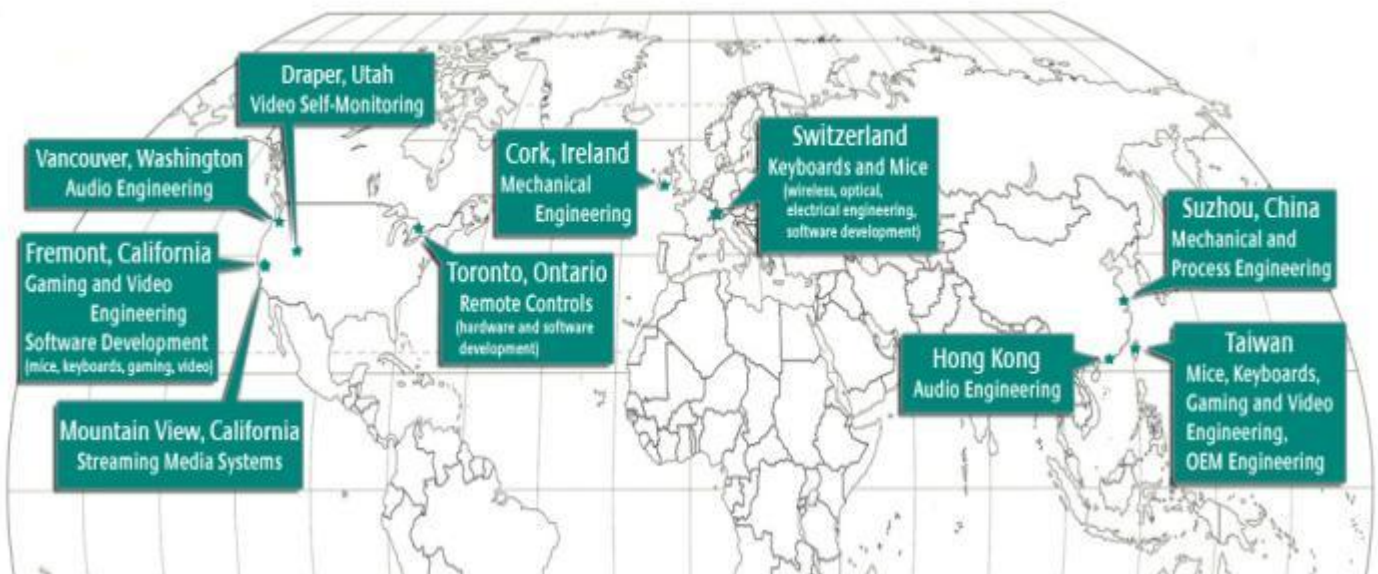 Draper, Utah
Video Self-Monitoring
Vancouver, Washington
Audio Engineering
Fremont, California
Gaming and Video
Engineering
Software Development
(mice, keyboards, gaming, video)
Mountain View, California
Streaming Media Systems
Toronto, Ontario
Remote Controls
(hardware and software
development)
Cork, Ireland
Mechanical
Engineering
Switzerland
Keyboards and Mice
(wireless, optical,
electrical engineering,
software development)
Suzhou, China
Mechanical and
Process Engineering
Hong Kong
Audio Engineering
Taiwan
Mice, Keyboards,
Gaming and Video
Engineering,
OEM Engineering